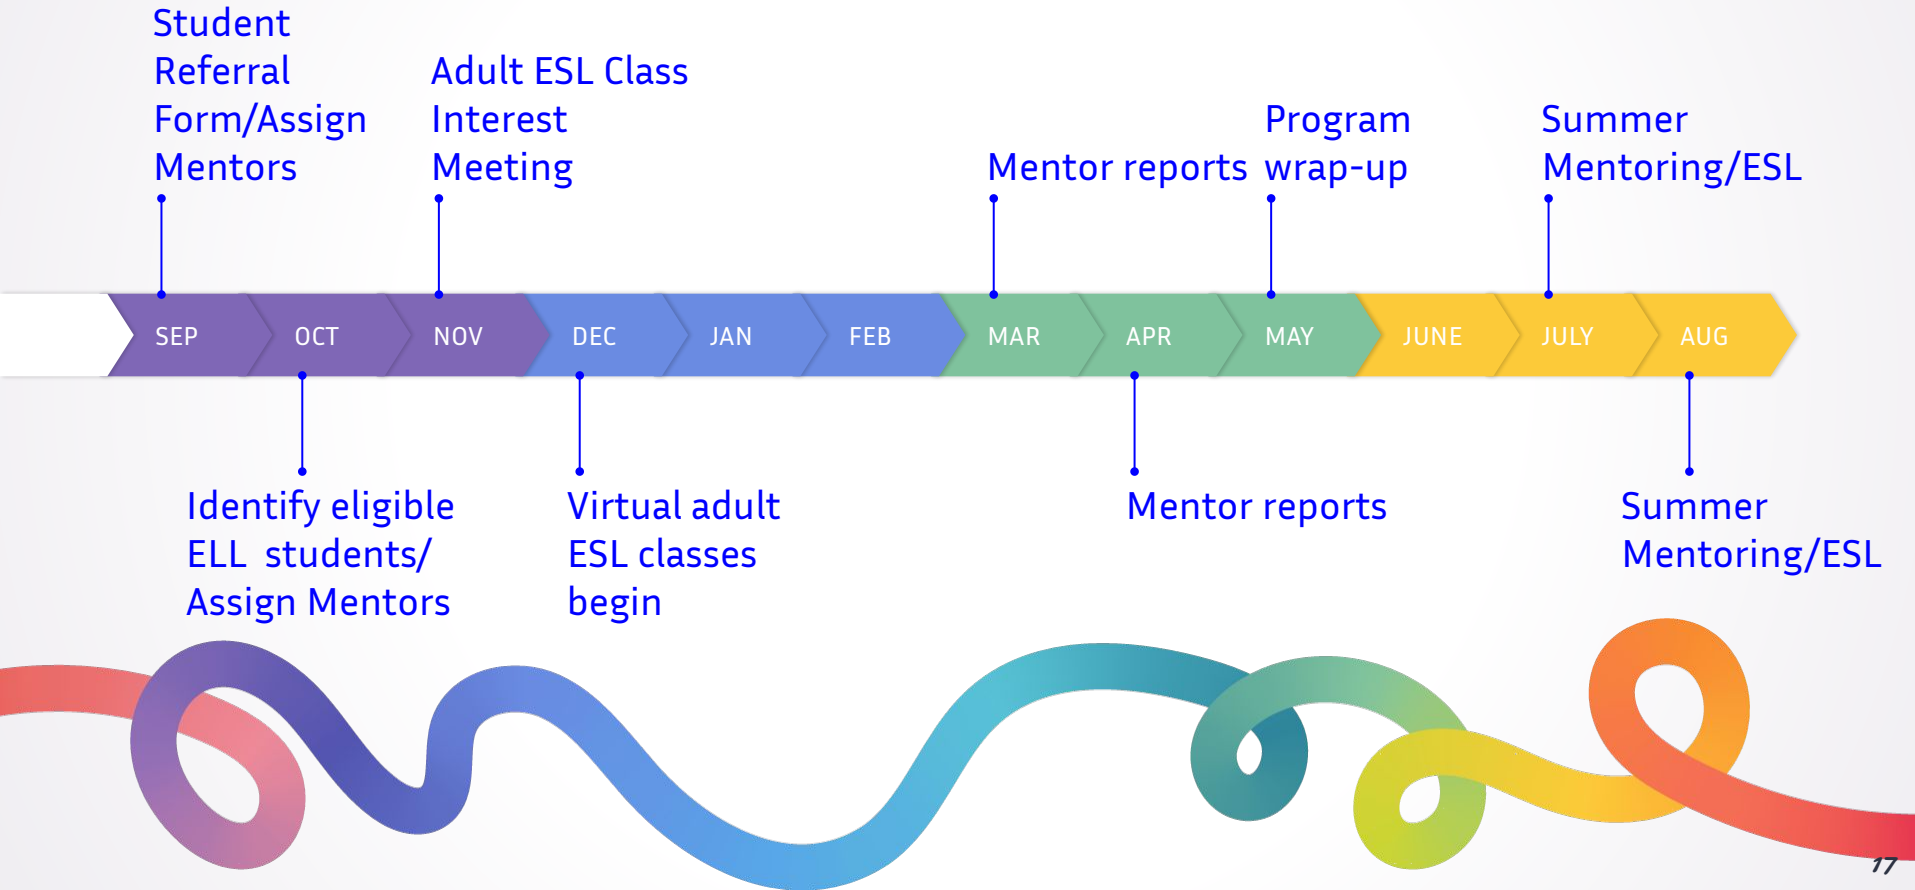 Student
Referral
Form/Assign
Mentors
Adult ESL Class
Interest
Meeting
Mentor reports
Program
wrap-up
Summer
Mentoring/ESL
SEP
OCT
NOV
DEC
JAN
FEB
MAR
APR
MAY
JUNE
JULY
AUG
Identify eligible
ELL  students/
Assign Mentors
Virtual adult
ESL classes
begin
Mentor reports
Summer
Mentoring/ESL
17